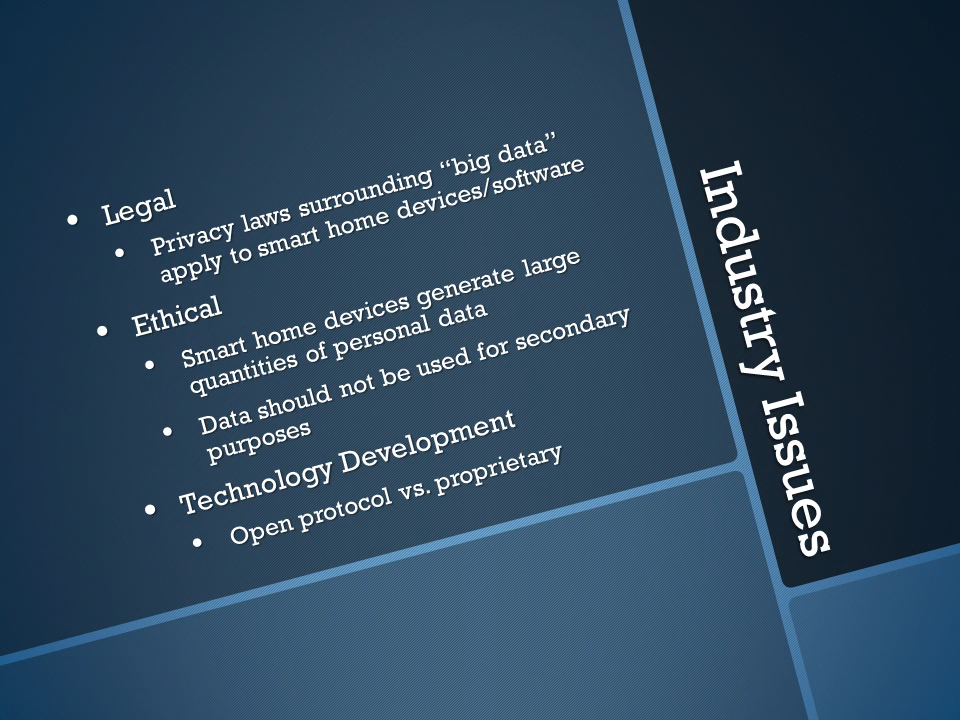 Industry Issues
• Legal
• Privacy laws surrounding “big data”
apply to smart home devices/software
• Ethical
• Smart home devices generate large
quantities of personal data
• Data should not be used for secondary
purposes
• Technology Development
• Open protocol vs. proprietary